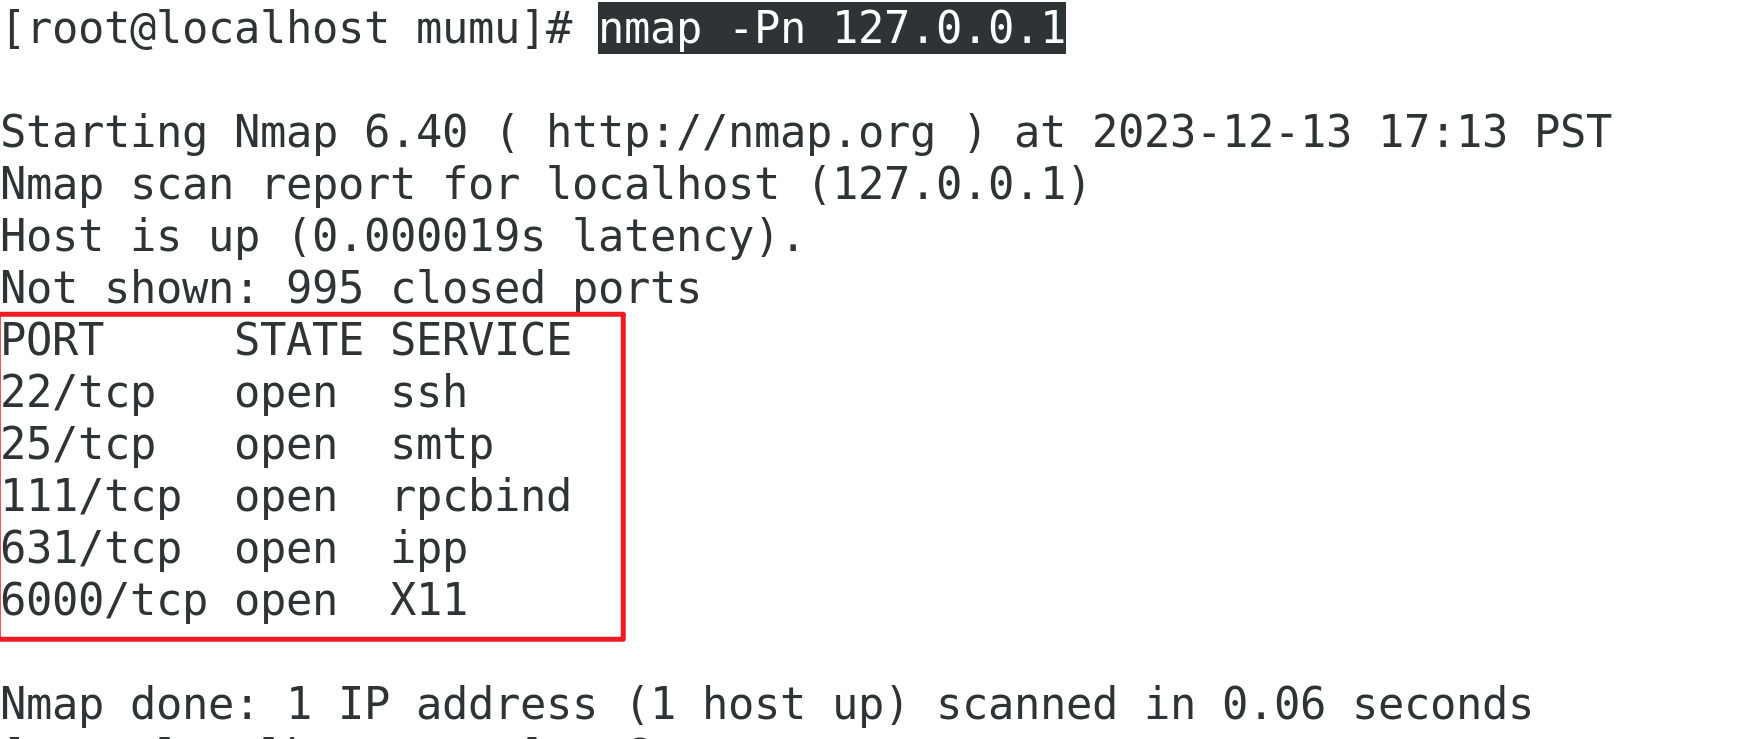 [root@localhost mumu]# nmap -Pn 127.0.0.1
Starting Nmap 6.40 ( http://nmap.org ) at 2023-12-13 17:13 PST
Nmap scan report for localhost (127.0.0.1)
Host is up (0.000019s latency).
Not shown: 995 closed ports
PORT     STATE SERVICE
22/tcp   open  ssh
25/tcp   open  smtp
111/tcp  open  rpcbind
631/tcp  open  ipp
6000/tcp open  X11
Nmap done: 1 IP address (1 host up) scanned in 0.06 seconds